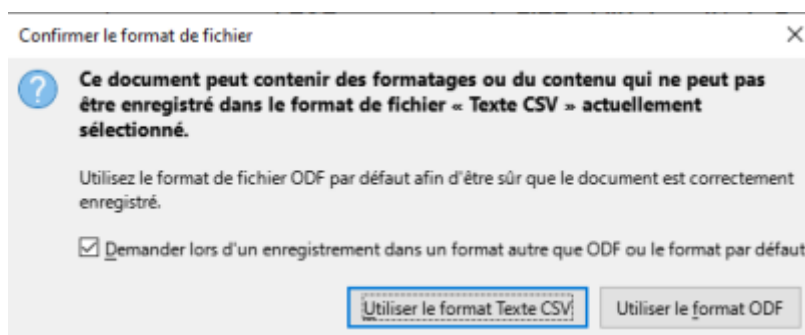 Confirmer le format de fichier
Ce document peut contenir des formatages ou du contenu qui ne peut pas
être enregistré dans le format de fichier « Texte CSV » actuellement
sélectionné.
Utilisez le format de fichier ODF par défaut afin d'être sûr que le document est correctement
enregistré.
Demander lors d'un enregistrement dans un format autre que ODF ou le format par défaut
Utiliser le format Texte CSV
Utiliser le format ODF